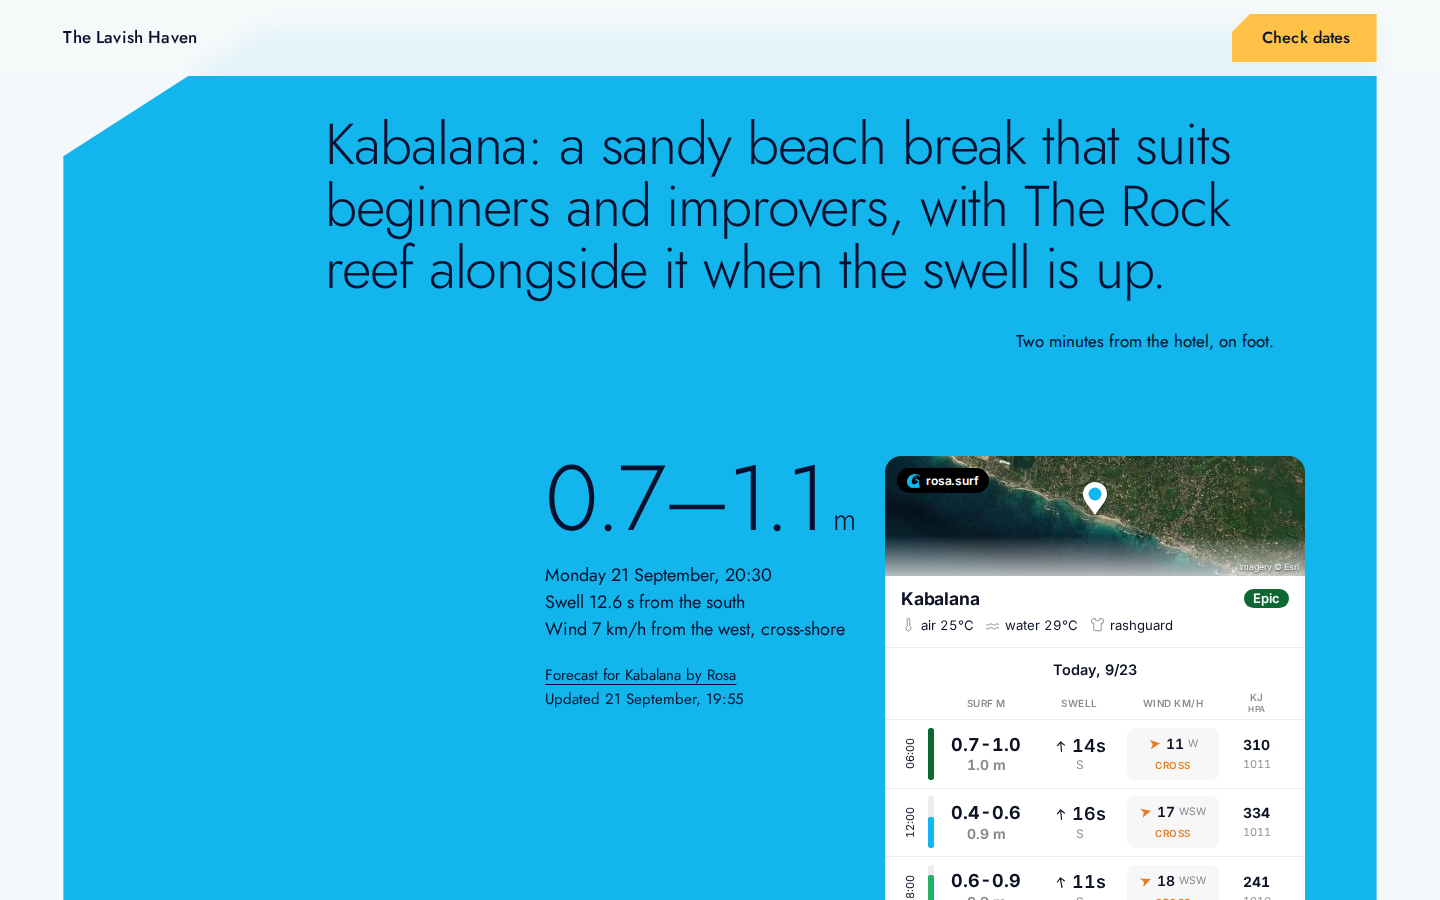 The Lavish Haven
Check dates
Kabalana: a sandy beach break that suits
beginners and improvers, with The Rock
reef alongside it when the swell is up.
Two minutes from the hotel, on foot.
0.7–1.1 m
Monday 21 September, 20:30
Swell 12.6 s from the south
Wind 7 km/h from the west, cross-shore
Forecast for Kabalana by Rosa
Updated 21 September, 19:55
rosa.surf
Imagery © Esri
Kabalana
Epic
air 25°C water 29°C rashguard
Today, 9/23
SURF M SWELL WIND KM/H KJ
HPA
06:00 0.7-1.0 14s 11 W 310
1.0 m S CROSS 1011
12:00 0.4-0.6 16s 17 WSW 334
0.9 m S CROSS 1011
0.6-0.9 11s 18 WSW 241